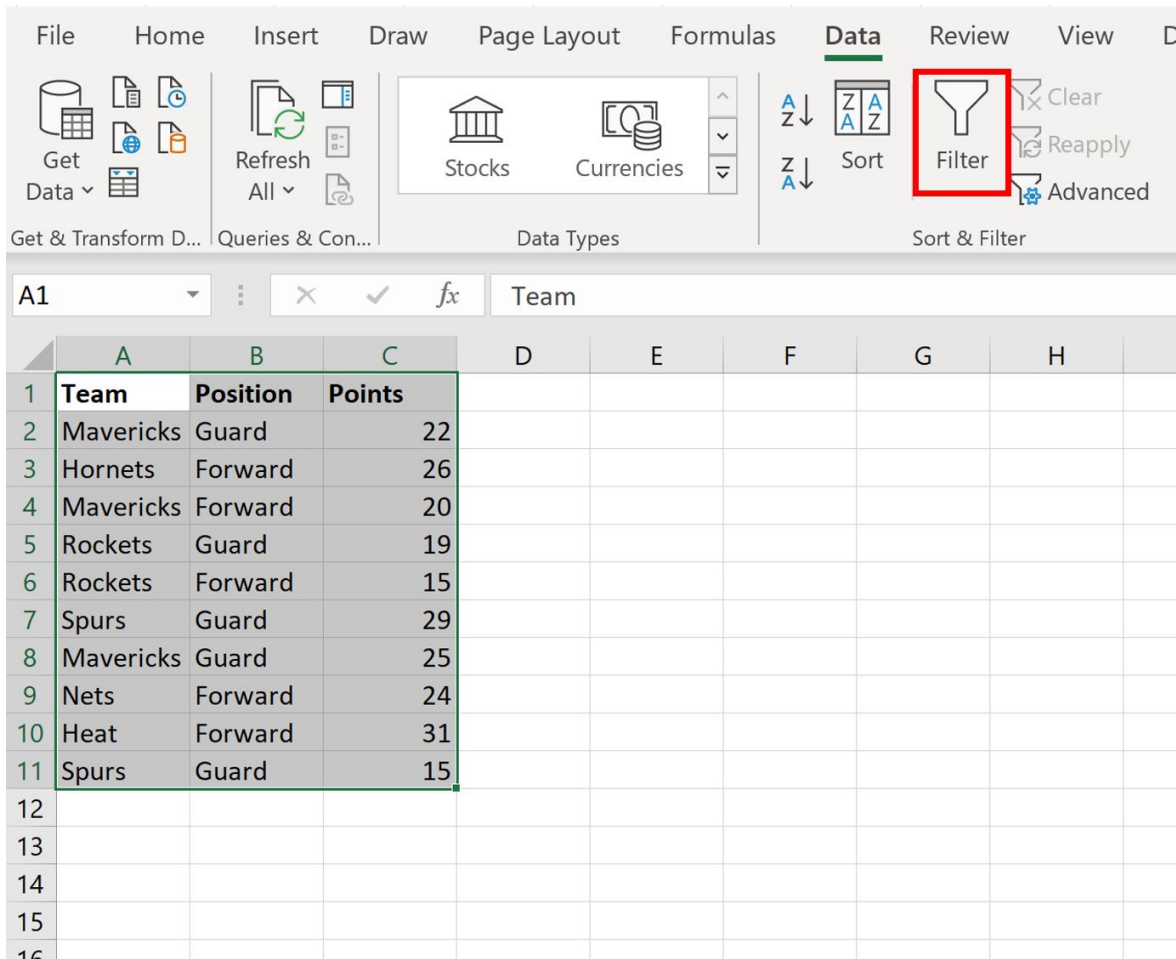 File Home Insert Draw Page Layout Formulas Data Review View
Get Data
Refresh All
Stocks
Currencies
A Z
Z A
Z A A Z
Sort
Filter
Clear
Reapply
Advanced
Get & Transform D... Queries & Con... Data Types Sort & Filter
A1 fx Team
A B C D E F G H
1 Team Position Points
2 Mavericks Guard 22
3 Hornets Forward 26
4 Mavericks Forward 20
5 Rockets Guard 19
6 Rockets Forward 15
7 Spurs Guard 29
8 Mavericks Guard 25
9 Nets Forward 24
10 Heat Forward 31
11 Spurs Guard 15
12
13
14
15